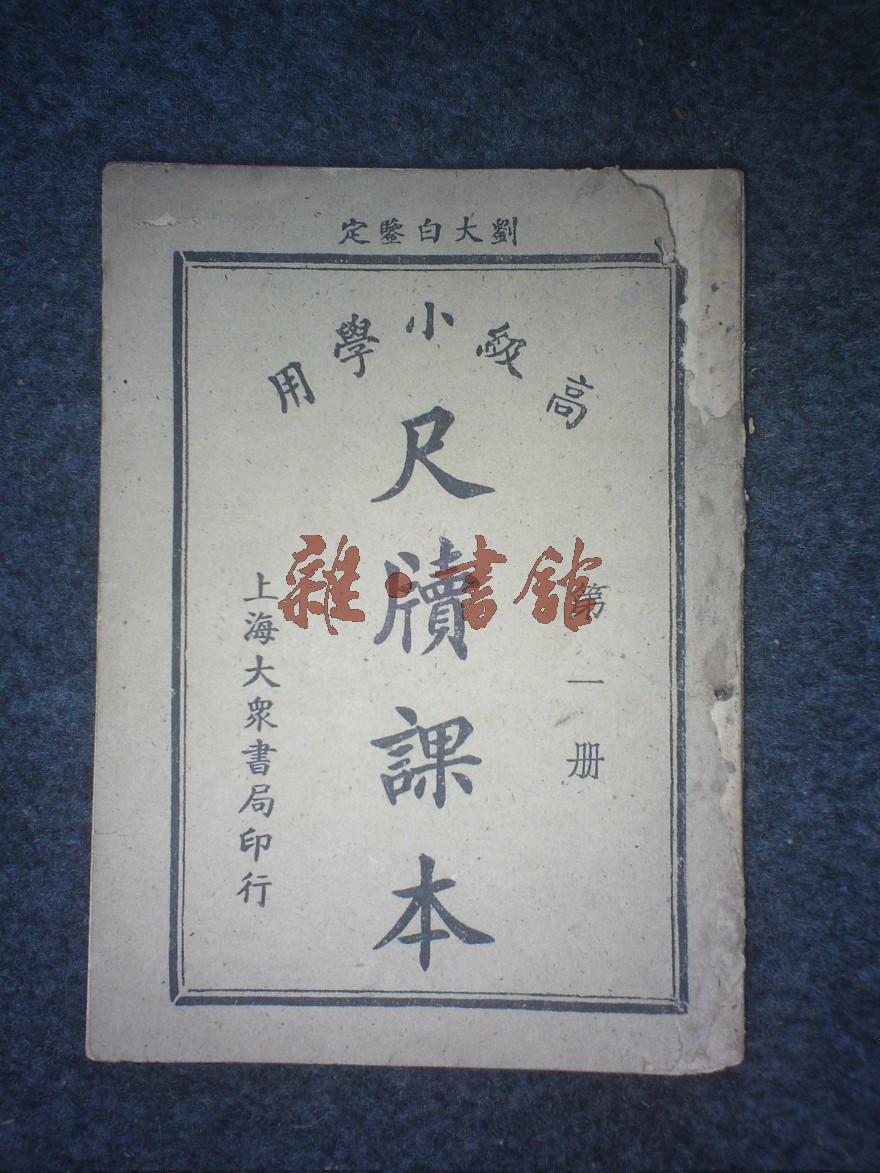 劉大白鑒定
高級小學用
第一册
尺牘課本
上海大衆書局印行
雜·書館